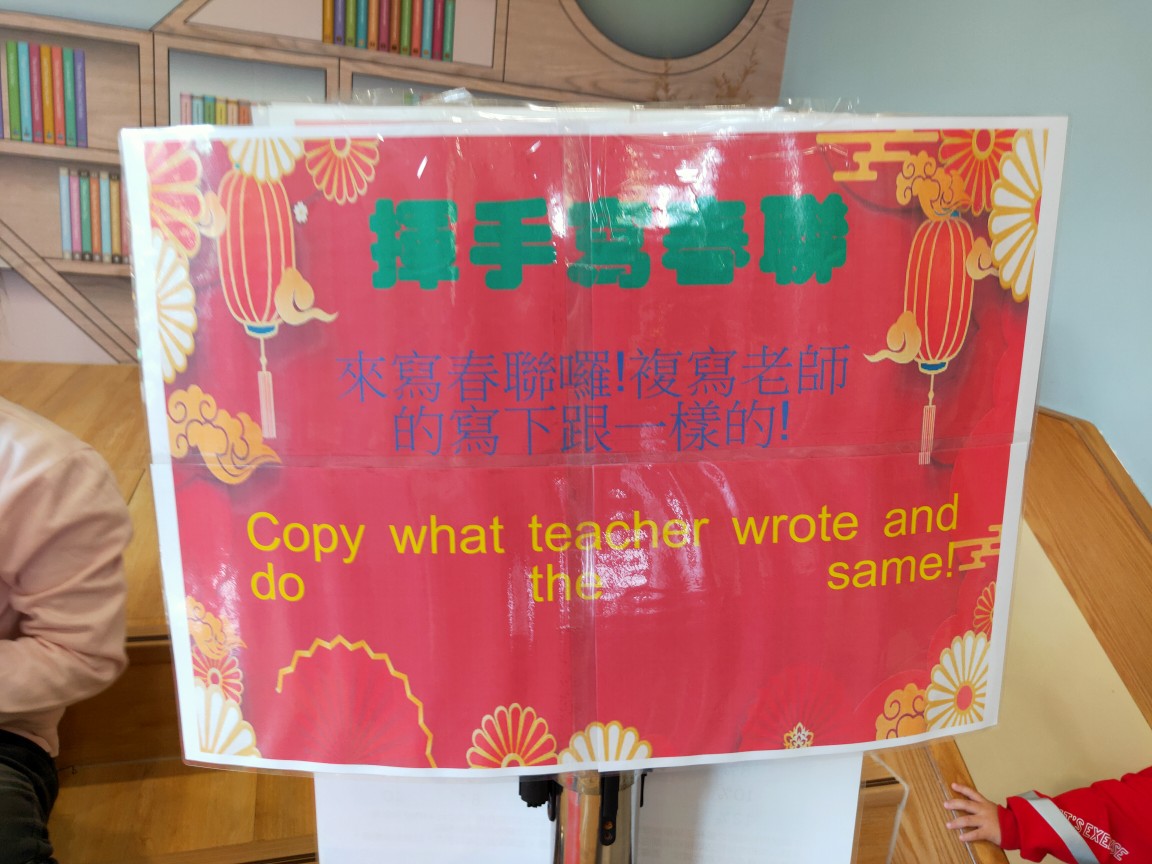 揮手寫春聯
來寫春聯囉!複寫老師
的寫下跟一樣的!
Copy what teacher wrote and
do the same!
T'S EXERSE